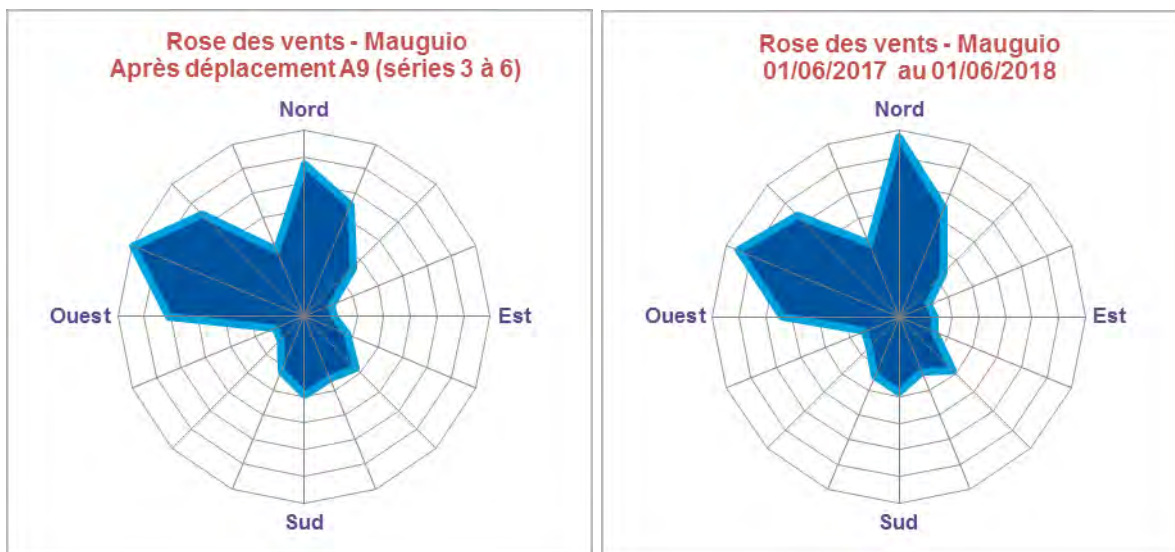 Rose des vents - Mauguio
Après déplacement A9 (séries 3 à 6)
Nord
Ouest
Est
Sud
Rose des vents - Mauguio
01/06/2017 au 01/06/2018
Nord
Ouest
Est
Sud